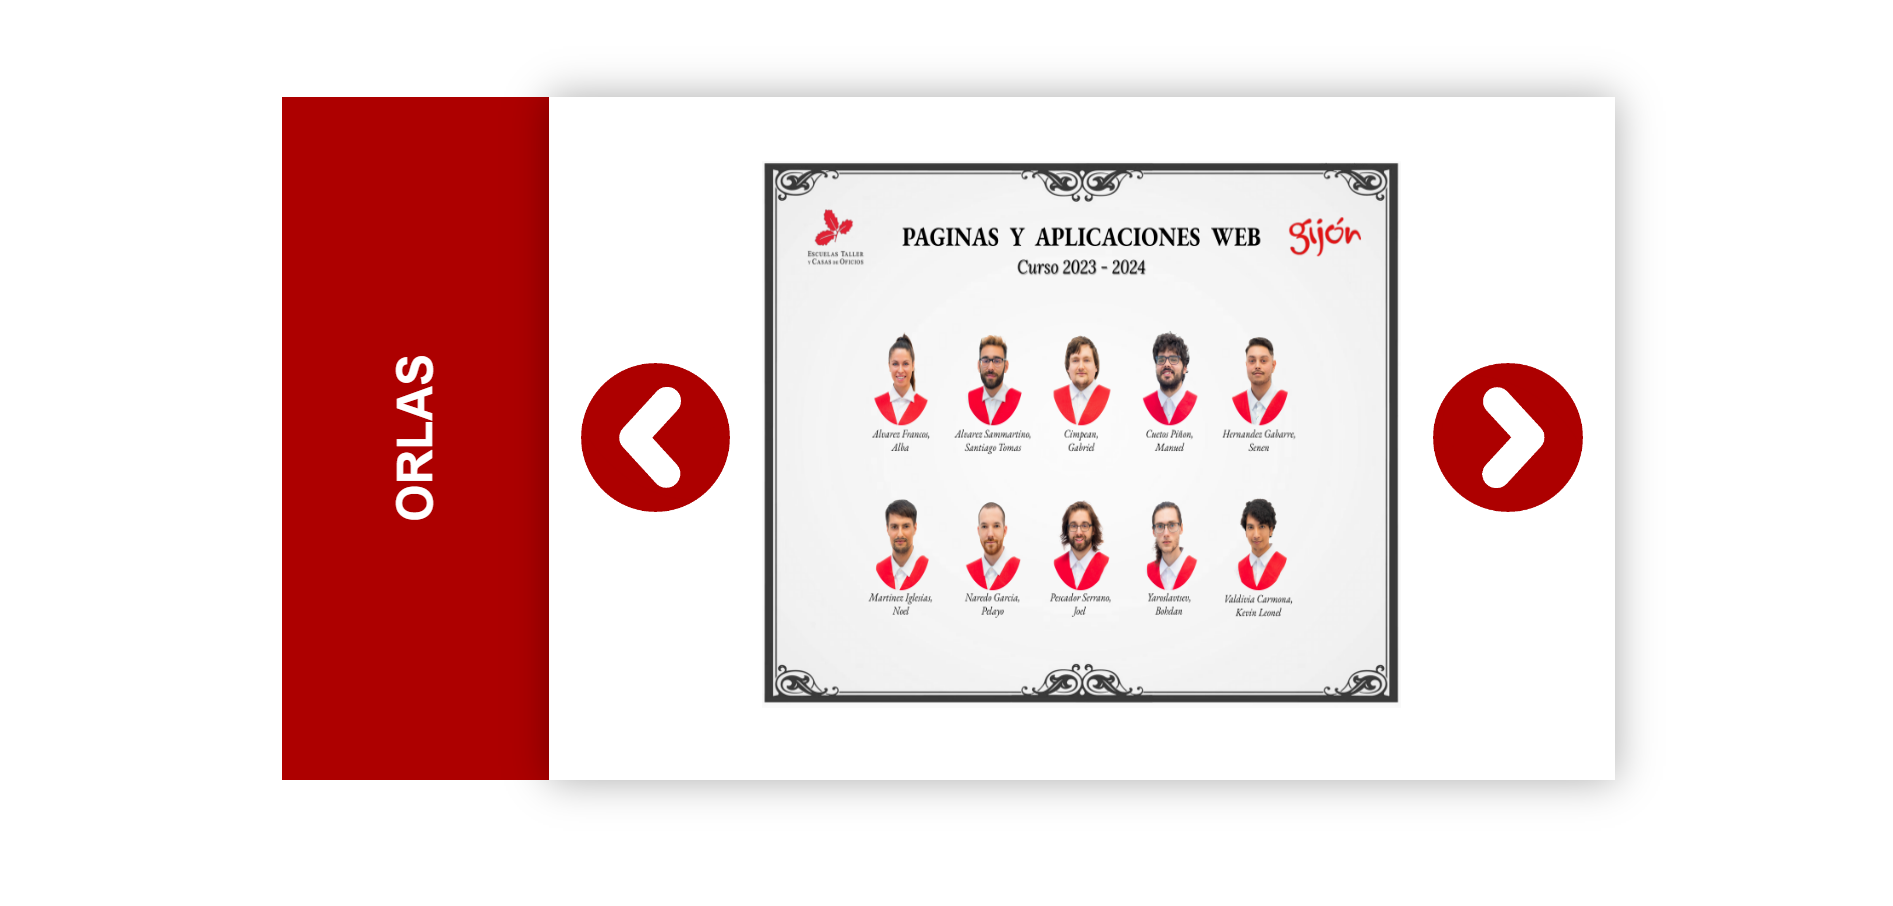 ORLAS
ESCUELAS TALLER
Y CASAS DE OFICIOS
PAGINAS Y APLICACIONES WEB
Curso 2023 - 2024
gijón
Alvarez Francos,
Alba
Alvarez Sammartino,
Santiago Tomas
Cimpean,
Gabriel
Cuetos Piñon,
Manuel
Hernandez Gabarre,
Senen
Martinez Iglesias,
Noel
Naredo Garcia,
Pelayo
Pescador Serrano,
Joel
Yaroslavtsev,
Bohdan
Valdivia Carmona,
Kevin Leonel